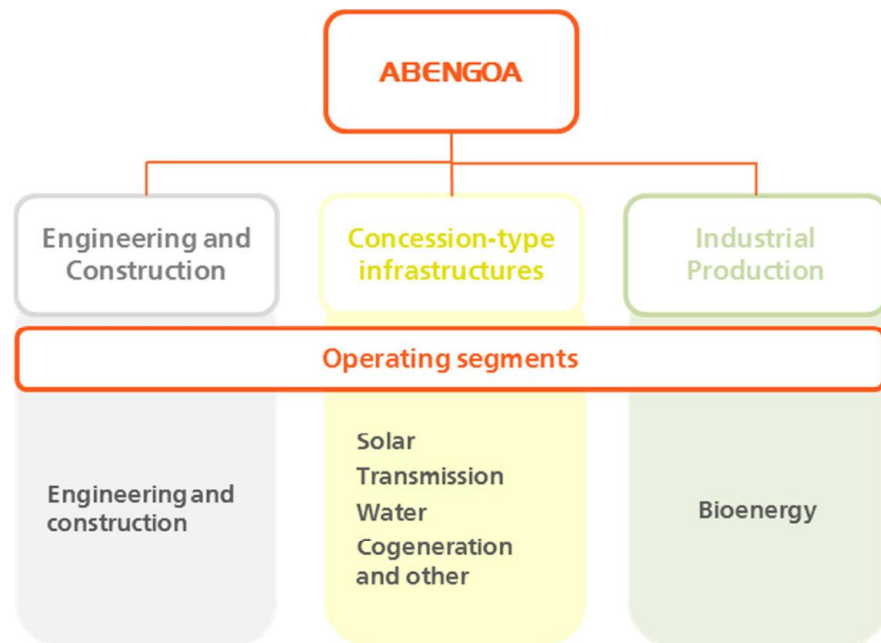 ABENGOA
Engineering and
Construction
Concession-type
infrastructures
Industrial
Production
Operating segments
Engineering and
construction
Solar
Transmission
Water
Cogeneration
and other
Bioenergy